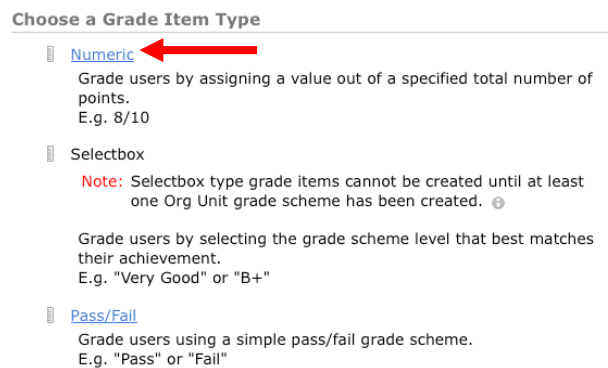 Choose a Grade Item Type
Numeric
Grade users by assigning a value out of a specified total number of
points.
E.g. 8/10
Selectbox
Note: Selectbox type grade items cannot be created until at least
one Org Unit grade scheme has been created.
Grade users by selecting the grade scheme level that best matches
their achievement.
E.g. "Very Good" or "B+"
Pass/Fail
Grade users using a simple pass/fail grade scheme.
E.g. "Pass" or "Fail"